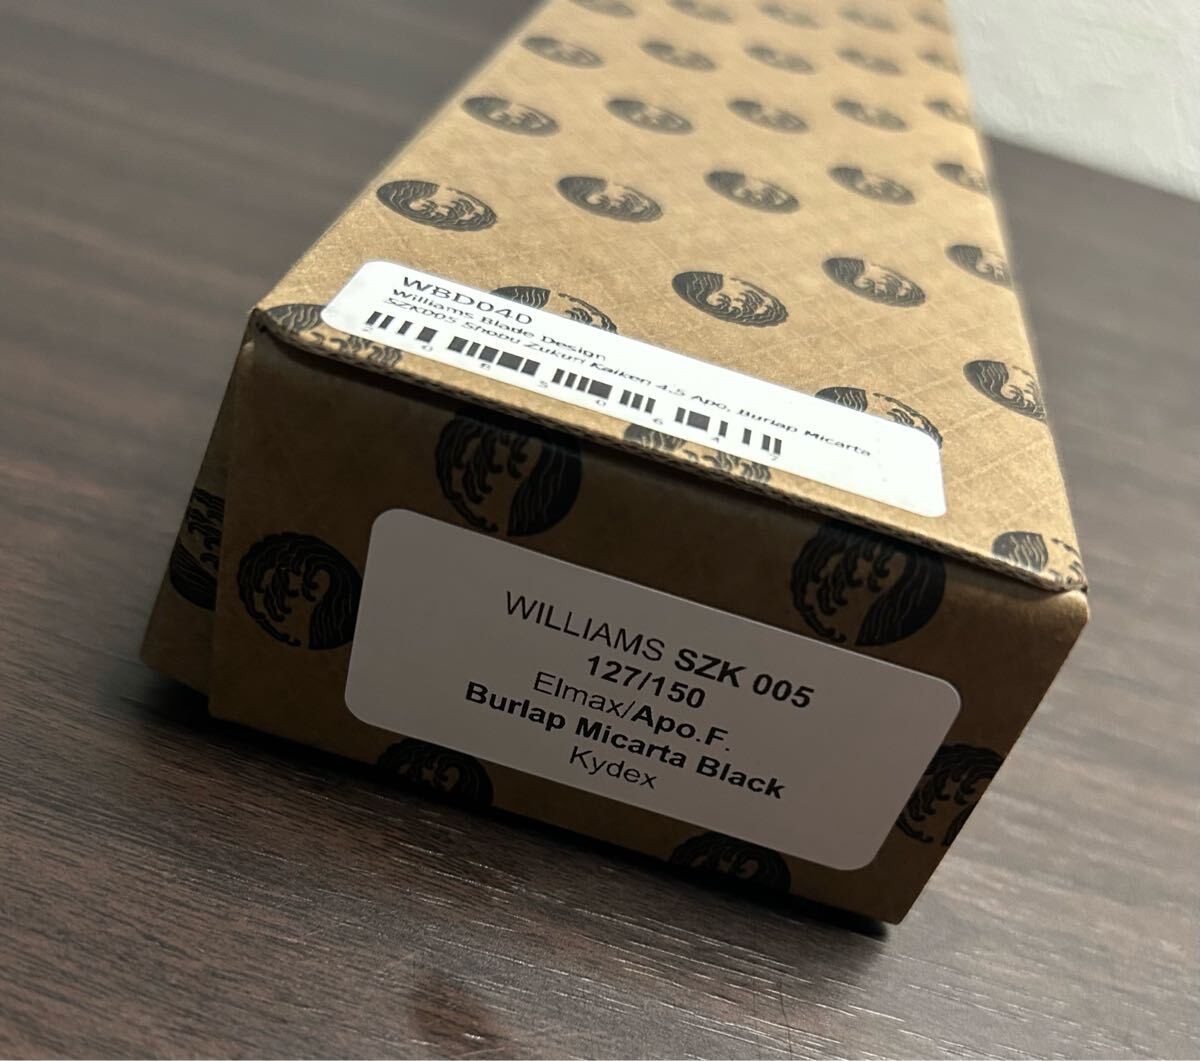 WBD040
Williams Blade Design
SZK005 Shobu Zukuri Kaiken 4.5 Apo, Burlap Micarta
WILLIAMS SZK 005
127/150
Elmax/Apo.F.
Burlap Micarta Black
Kydex